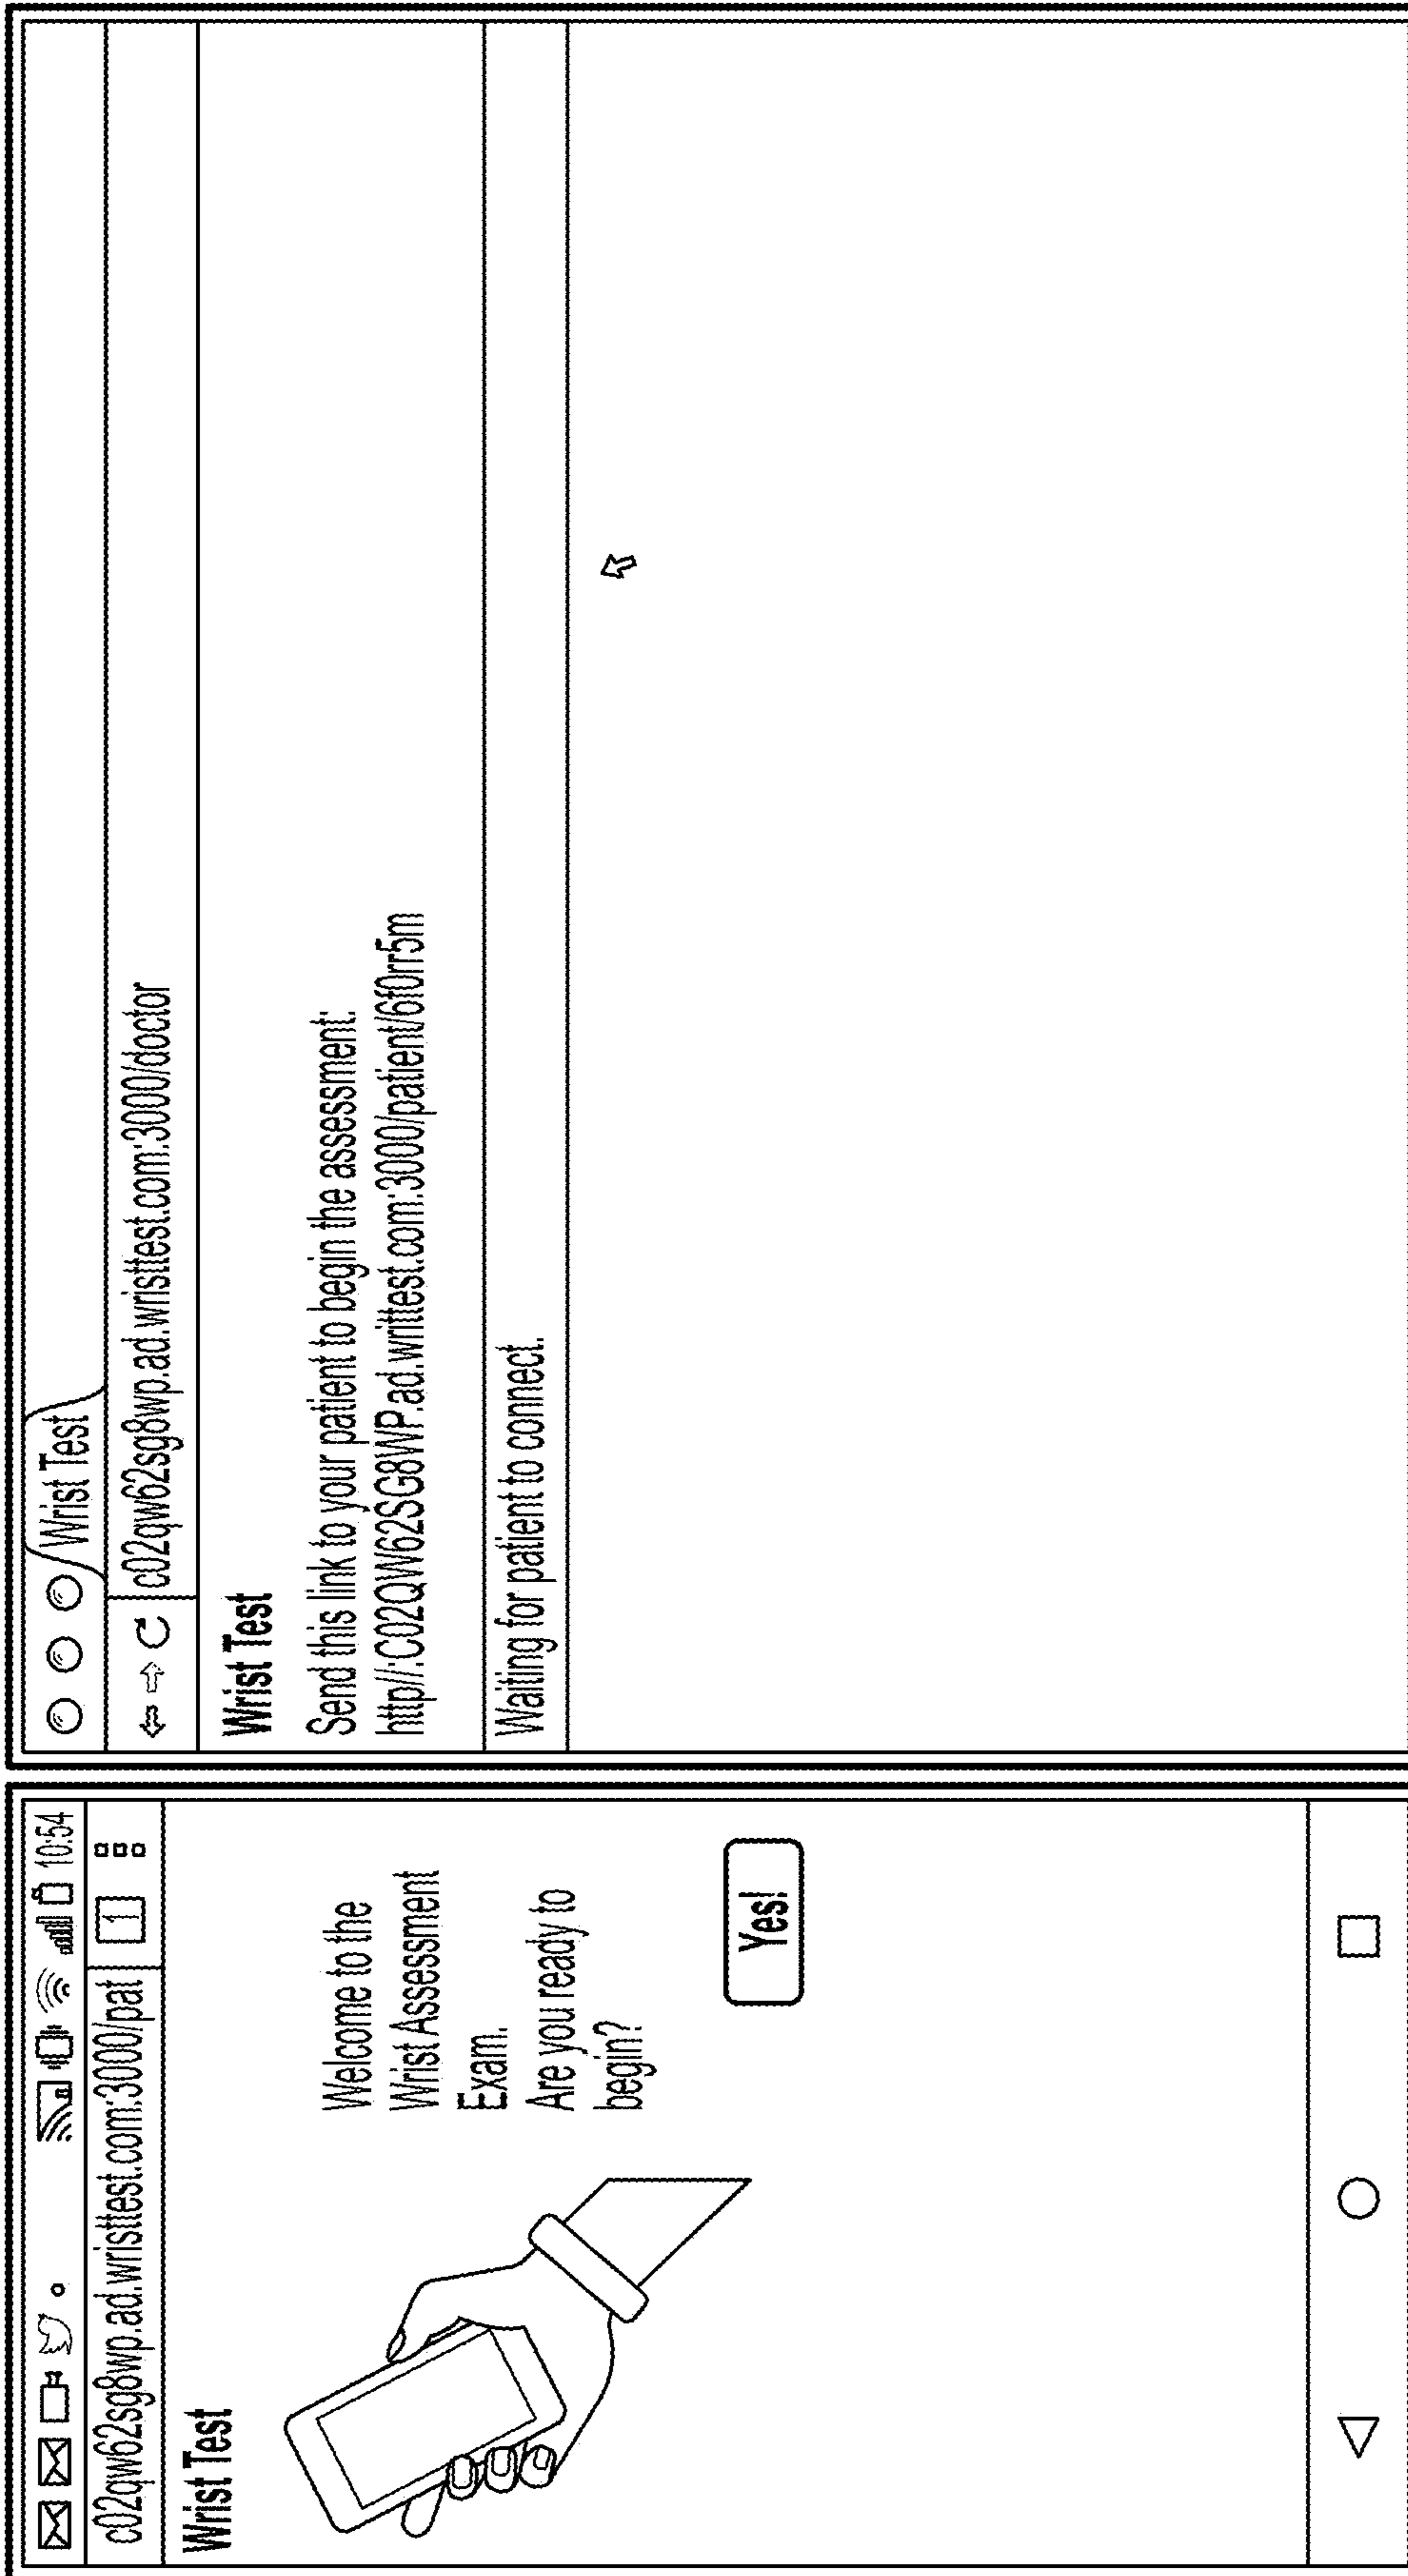 10:54
c02qw62sg8wp.ad.wristtest.com:3000/pat
1
Wrist Test
Welcome to the
Wrist Assessment
Exam.
Are you ready to
begin?
Yes!
Wrist Test
c02qw62sg8wp.ad.wristtest.com:3000/doctor
Wrist Test
Send this link to your patient to begin the assessment:
http//:C02QW62SG8WP.ad.writtest.com:3000/patient/6f0rr5m
Waiting for patient to connect.